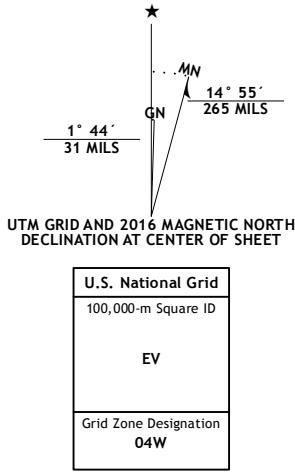 ★
MN
GN
14° 55´
265 MILS
1° 44´
31 MILS
UTM GRID AND 2016 MAGNETIC NORTH
DECLINATION AT CENTER OF SHEET
U.S. National Grid
100,000-m Square ID
EV
Grid Zone Designation
04W